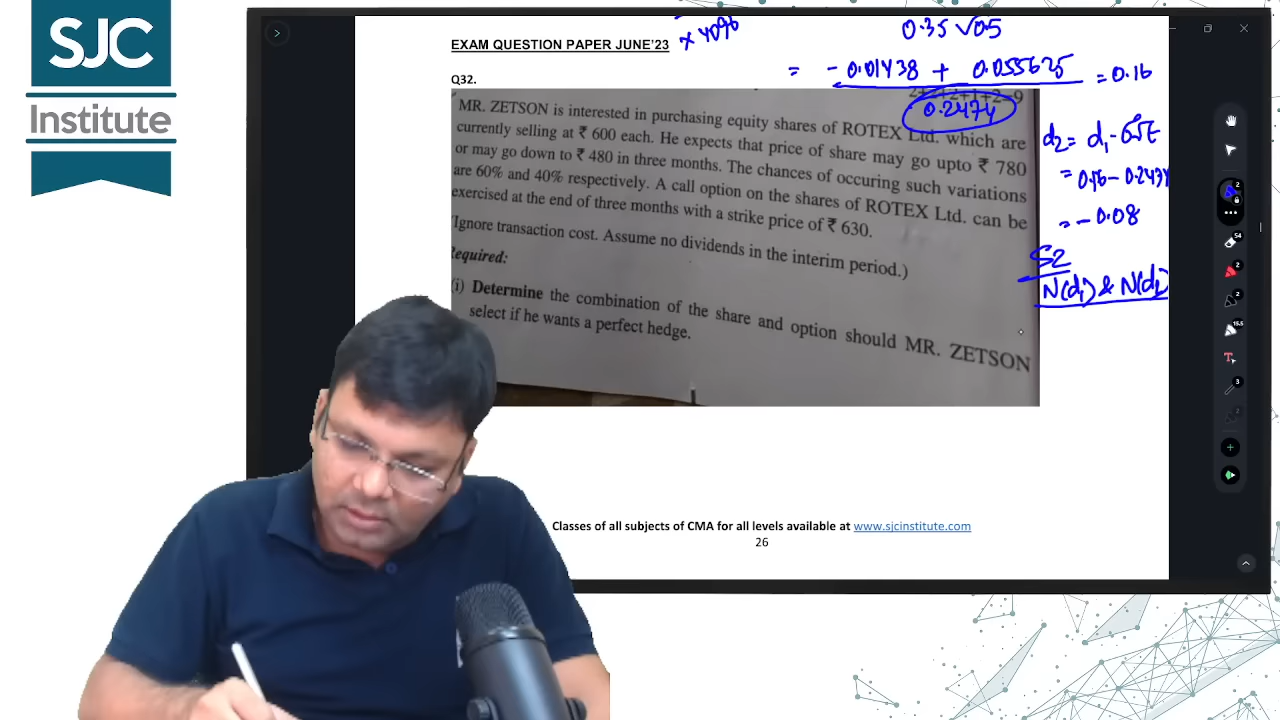 SJC
Institute
EXAM QUESTION PAPER JUNE'23
x 40%
0.35 √0.5
= - 0.01438 + 0.055625 = 0.16
2+2+2+1+2=9
0.2474
Q32.
MR. ZETSON is interested in purchasing equity shares of ROTEX Ltd. which are
currently selling at ₹ 600 each. He expects that price of share may go upto ₹ 780
or may go down to ₹ 480 in three months. The chances of occuring such variations
are 60% and 40% respectively. A call option on the shares of ROTEX Ltd. can be
exercised at the end of three months with a strike price of ₹ 630.
Ignore transaction cost. Assume no dividends in the interim period.)
Required:
(i) Determine the combination of the share and option should MR. ZETSON
select if he wants a perfect hedge.
d2 = d1 - σ√t
= 0.16 - 0.2474
= - 0.08
S2
N(d1) & N(d2)
Classes of all subjects of CMA for all levels available at www.sjcinstitute.com
26